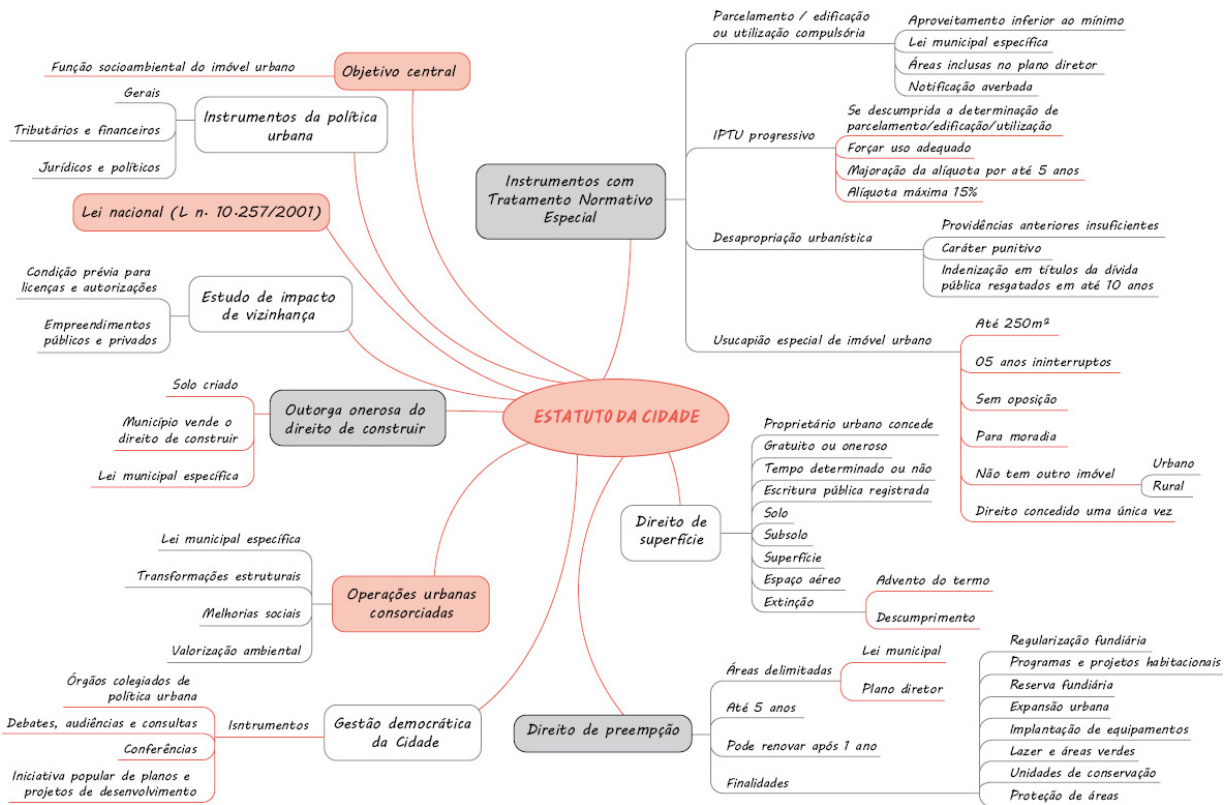 ESTATUTO DA CIDADE
Objetivo central
Função socioambiental do imóvel urbano
Instrumentos da política
urbana
Gerais
Tributários e financeiros
Jurídicos e políticos
Lei nacional (L n. 10.257/2001)
Estudo de impacto
de vizinhança
Condição prévia para
licenças e autorizações
Empreendimentos
públicos e privados
Outorga onerosa do
direito de construir
Solo criado
Município vende o
direito de construir
Lei municipal específica
Operações urbanas
consorciadas
Lei municipal específica
Transformações estruturais
Melhorias sociais
Valorização ambiental
Gestão democrática
da Cidade
Isntrumentos
Órgãos colegiados de
política urbana
Debates, audiências e consultas
Conferências
Iniciativa popular de planos e
projetos de desenvolvimento
Instrumentos com
Tratamento Normativo
Especial
Parcelamento / edificação
ou utilização compulsória
Aproveitamento inferior ao mínimo
Lei municipal específica
Áreas inclusas no plano diretor
Notificação averbada
IPTU progressivo
Se descumprida a determinação de
parcelamento/edificação/utilização
Forçar uso adequado
Majoração da alíquota por até 5 anos
Alíquota máxima 15%
Desapropriação urbanística
Providências anteriores insuficientes
Caráter punitivo
Indenização em títulos da dívida
pública resgatados em até 10 anos
Usucapião especial de imóvel urbano
Até 250m²
05 anos ininterruptos
Sem oposição
Para moradia
Não tem outro imóvel
Urbano
Rural
Direito concedido uma única vez
Direito de
superfície
Proprietário urbano concede
Gratuito ou oneroso
Tempo determinado ou não
Escritura pública registrada
Solo
Subsolo
Superfície
Espaço aéreo
Extinção
Advento do termo
Descumprimento
Direito de preempção
Áreas delimitadas
Lei municipal
Plano diretor
Até 5 anos
Pode renovar após 1 ano
Finalidades
Regularização fundiária
Programas e projetos habitacionais
Reserva fundiária
Expansão urbana
Implantação de equipamentos
Lazer e áreas verdes
Unidades de conservação
Proteção de áreas